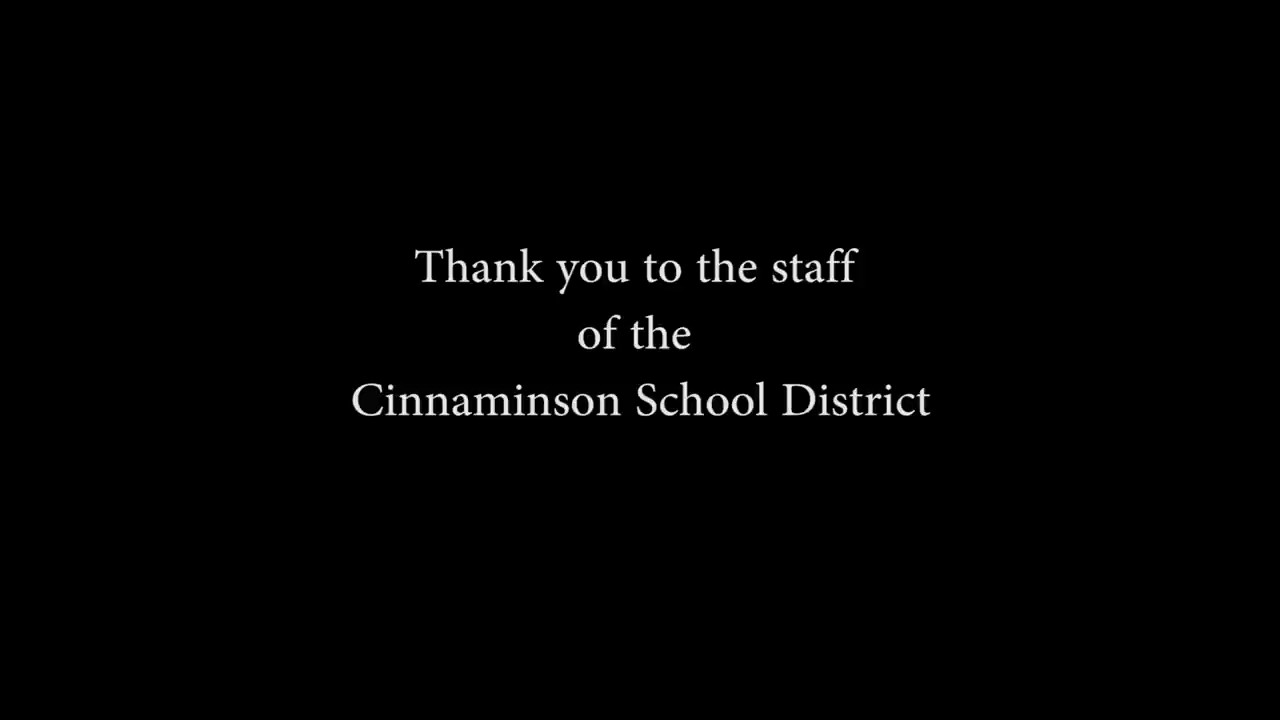 Thank you to the staff
of the
Cinnaminson School District